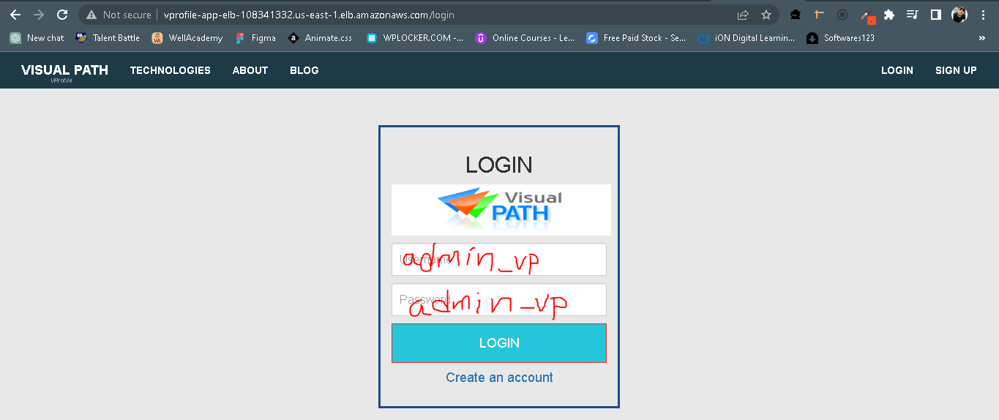 Not secure vprofile-app-elb-108341332.us-east-1.elb.amazonaws.com/login
New chat Talent Battle WellAcademy Figma Animate.css WPLOCKER.COM -... Online Courses - Le... Free Paid Stock - Se... iON Digital Learnin... Softwares123 »
VISUAL PATH TECHNOLOGIES ABOUT BLOG LOGIN SIGN UP
VProfile
LOGIN
Visual
PATH
Username
admin_vp
Password
admin_vp
LOGIN
Create an account